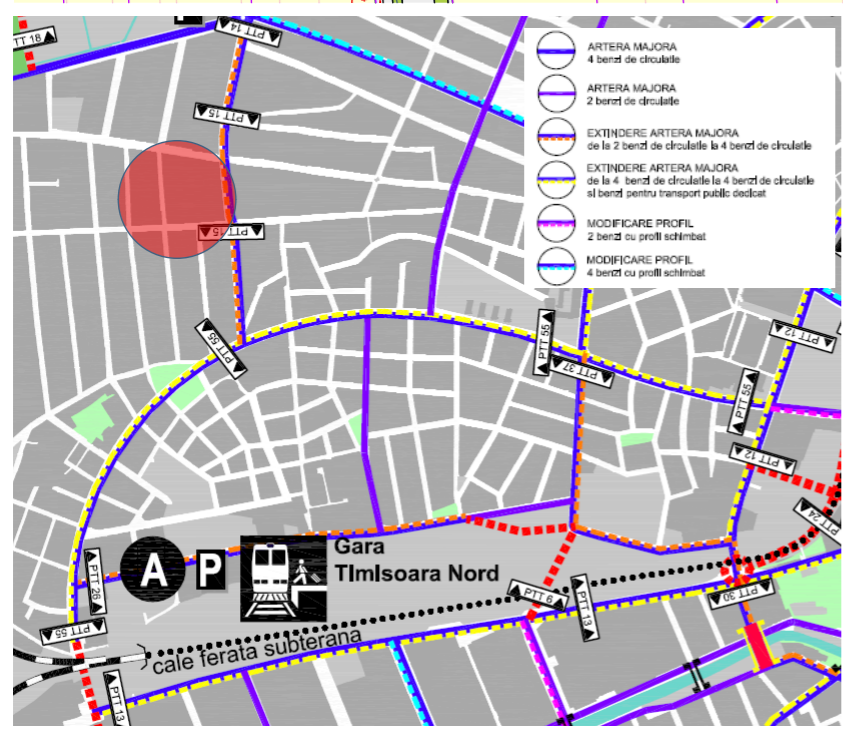 TT 18
PTT 14
ARTERA MAJORA
4 benzi de circulatie
ARTERA MAJORA
2 benzi de circulație
EXTINDERE ARTERA MAJORA
de la 2 benzi de circulatie la 4 benzi de circulatie
EXTINDERE ARTERA MAJORA
de la 4 benzi de circulatie la 4 benzi de circulatie
si benzi pentru transport public dedicat
MODIFICARE PROFIL
2 benzi cu profil schimbat
MODIFICARE PROFIL
4 benzi cu profil schimbat
PTT 15
PTT 15
PTT 55
PTT 55
PTT 37
PTT 12
PTT 55
PTT 12
PTT 24
A P
Gara
Timisoara Nord
PTT 26
PTT 55
PTT 9
PTT 13
PTT 30
cale ferata subterana
PTT 13